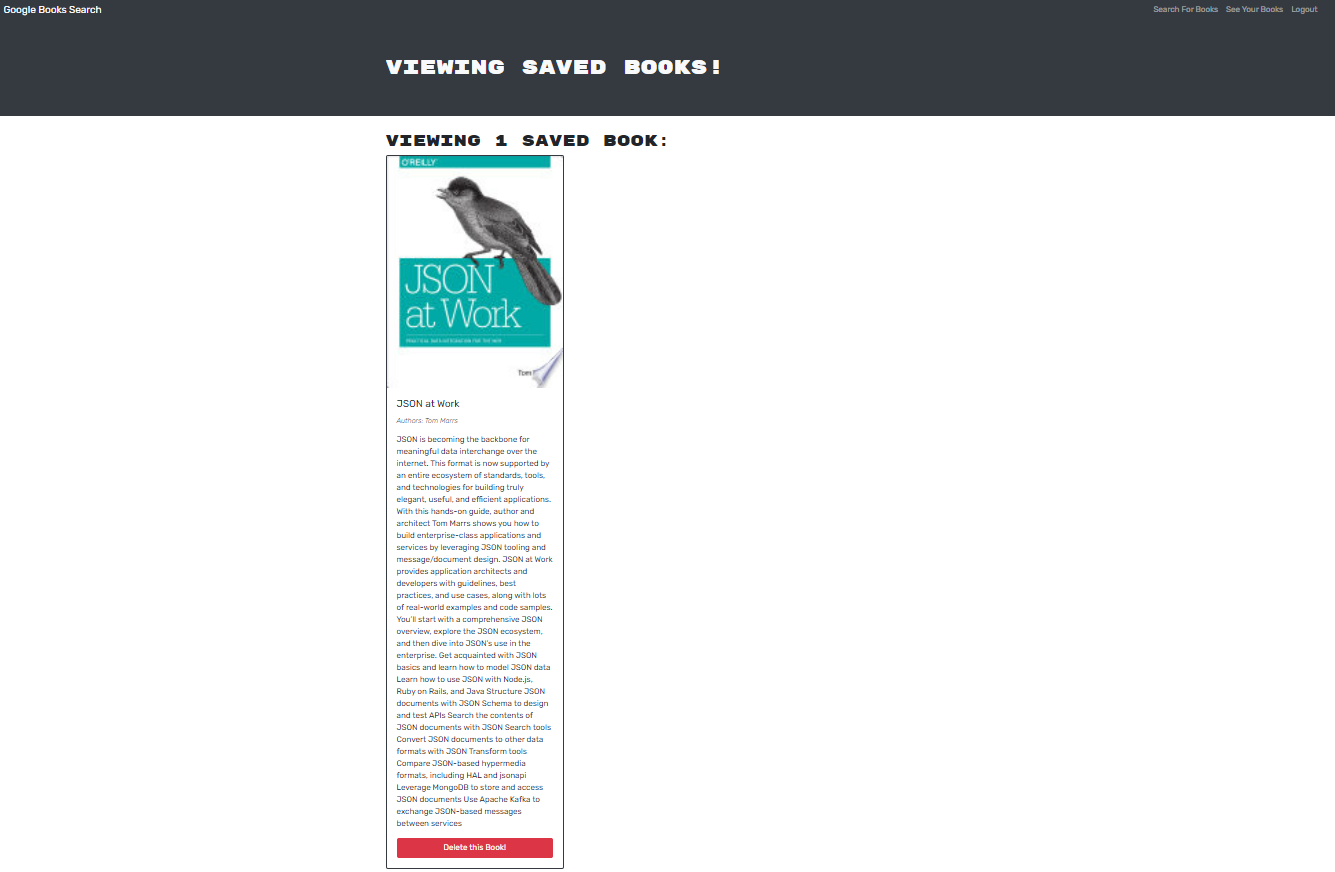 Google Books Search
Search For Books See Your Books Logout
VIEWING SAVED BOOKS!
VIEWING 1 SAVED BOOK:
O'REILLY
JSON
at Work
PRACTICAL DATA INTEGRATION FOR THE WEB
Tom
JSON at Work
Authors: Tom Marrs
JSON is becoming the backbone for
meaningful data interchange over the
internet. This format is now supported by
an entire ecosystem of standards, tools,
and technologies for building truly
elegant, useful, and efficient applications.
With this hands-on guide, author and
architect Tom Marrs shows you how to
build enterprise-class applications and
services by leveraging JSON tooling and
message/document design. JSON at Work
provides application architects and
developers with guidelines, best
practices, and use cases, along with lots
of real-world examples and code samples.
You'll start with a comprehensive JSON
overview, explore the JSON ecosystem,
and then dive into JSON's use in the
enterprise. Get acquainted with JSON
basics and learn how to model JSON data
Learn how to use JSON with Node.js,
Ruby on Rails, and Java Structure JSON
documents with JSON Schema to design
and test APIs Search the contents of
JSON documents with JSON Search tools
Convert JSON documents to other data
formats with JSON Transform tools
Compare JSON-based hypermedia
formats, including HAL and jsonapi
Leverage MongoDB to store and access
JSON documents Use Apache Kafka to
exchange JSON-based messages
between services
Delete this Book!